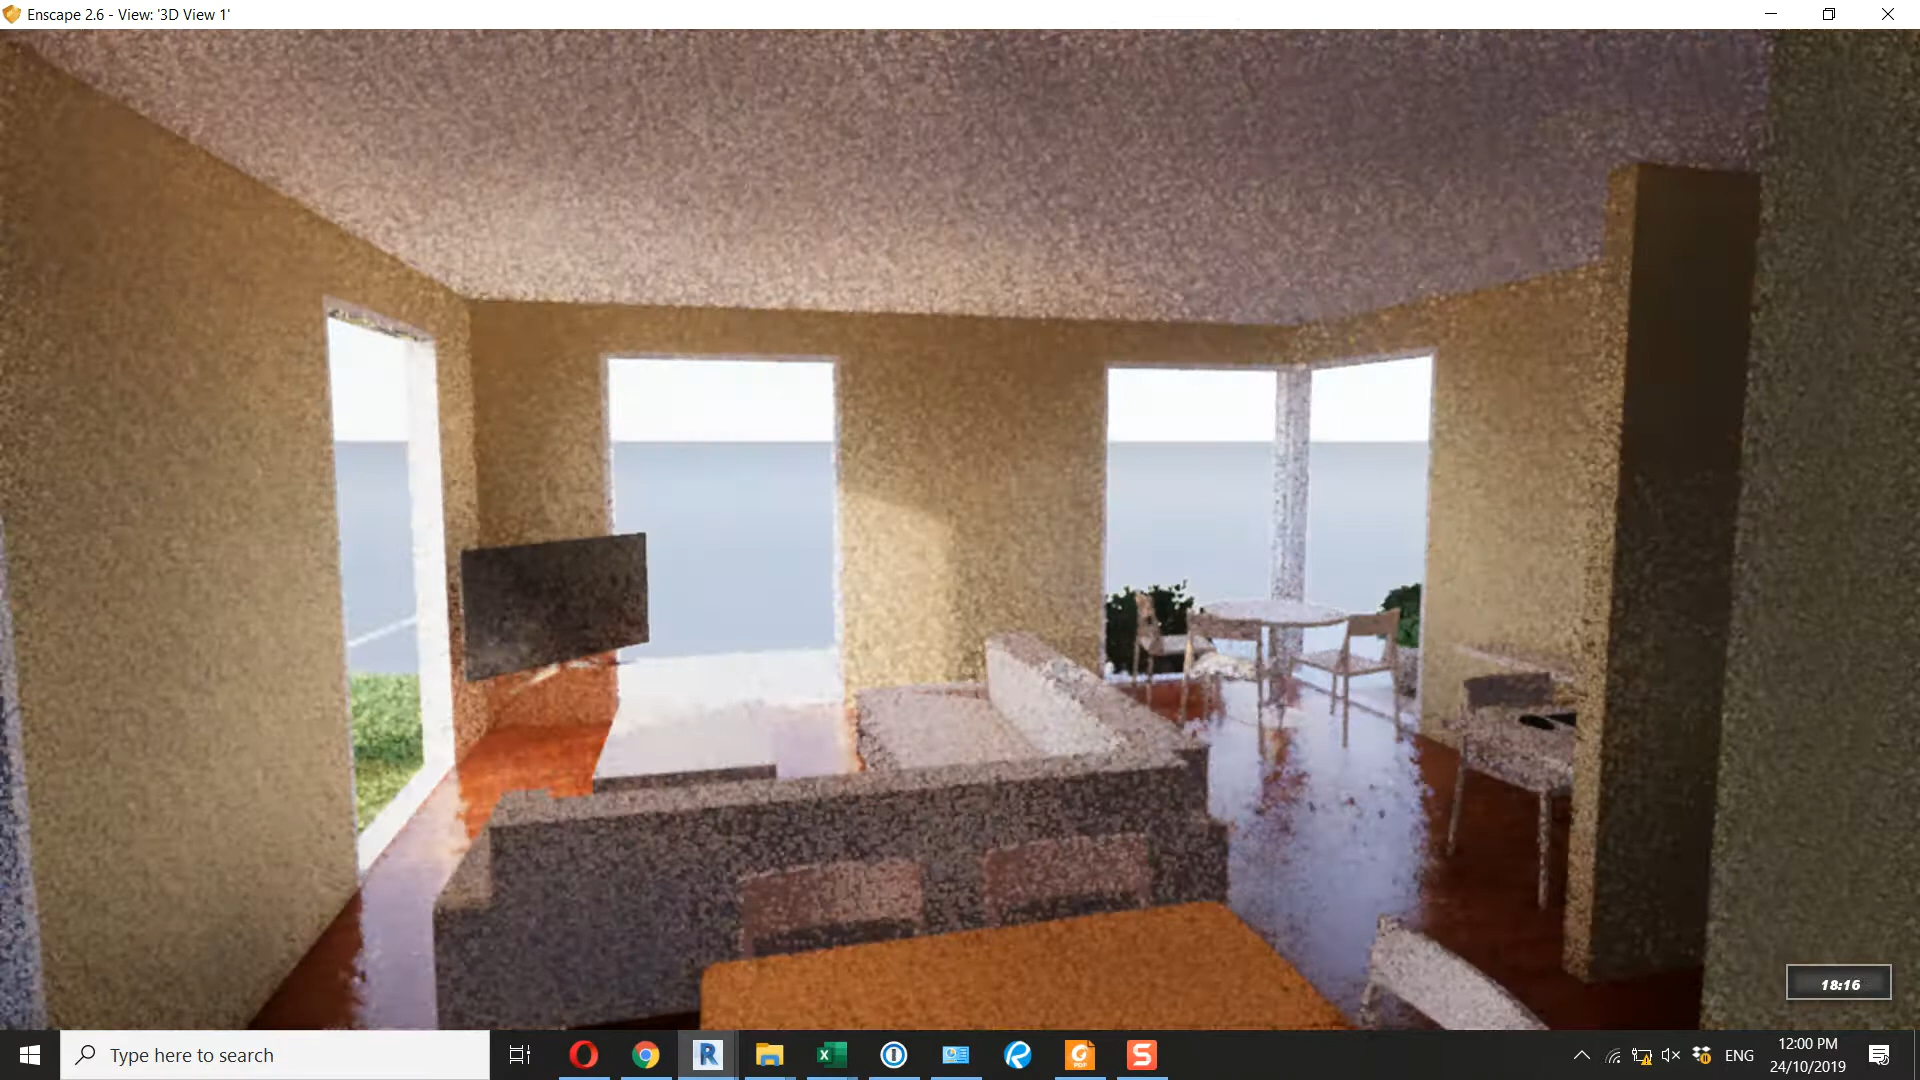 Enscape 2.6 - View: '3D View 1'
18:16
Type here to search
R
X
PDF
S
ENG
12:00 PM
24/10/2019